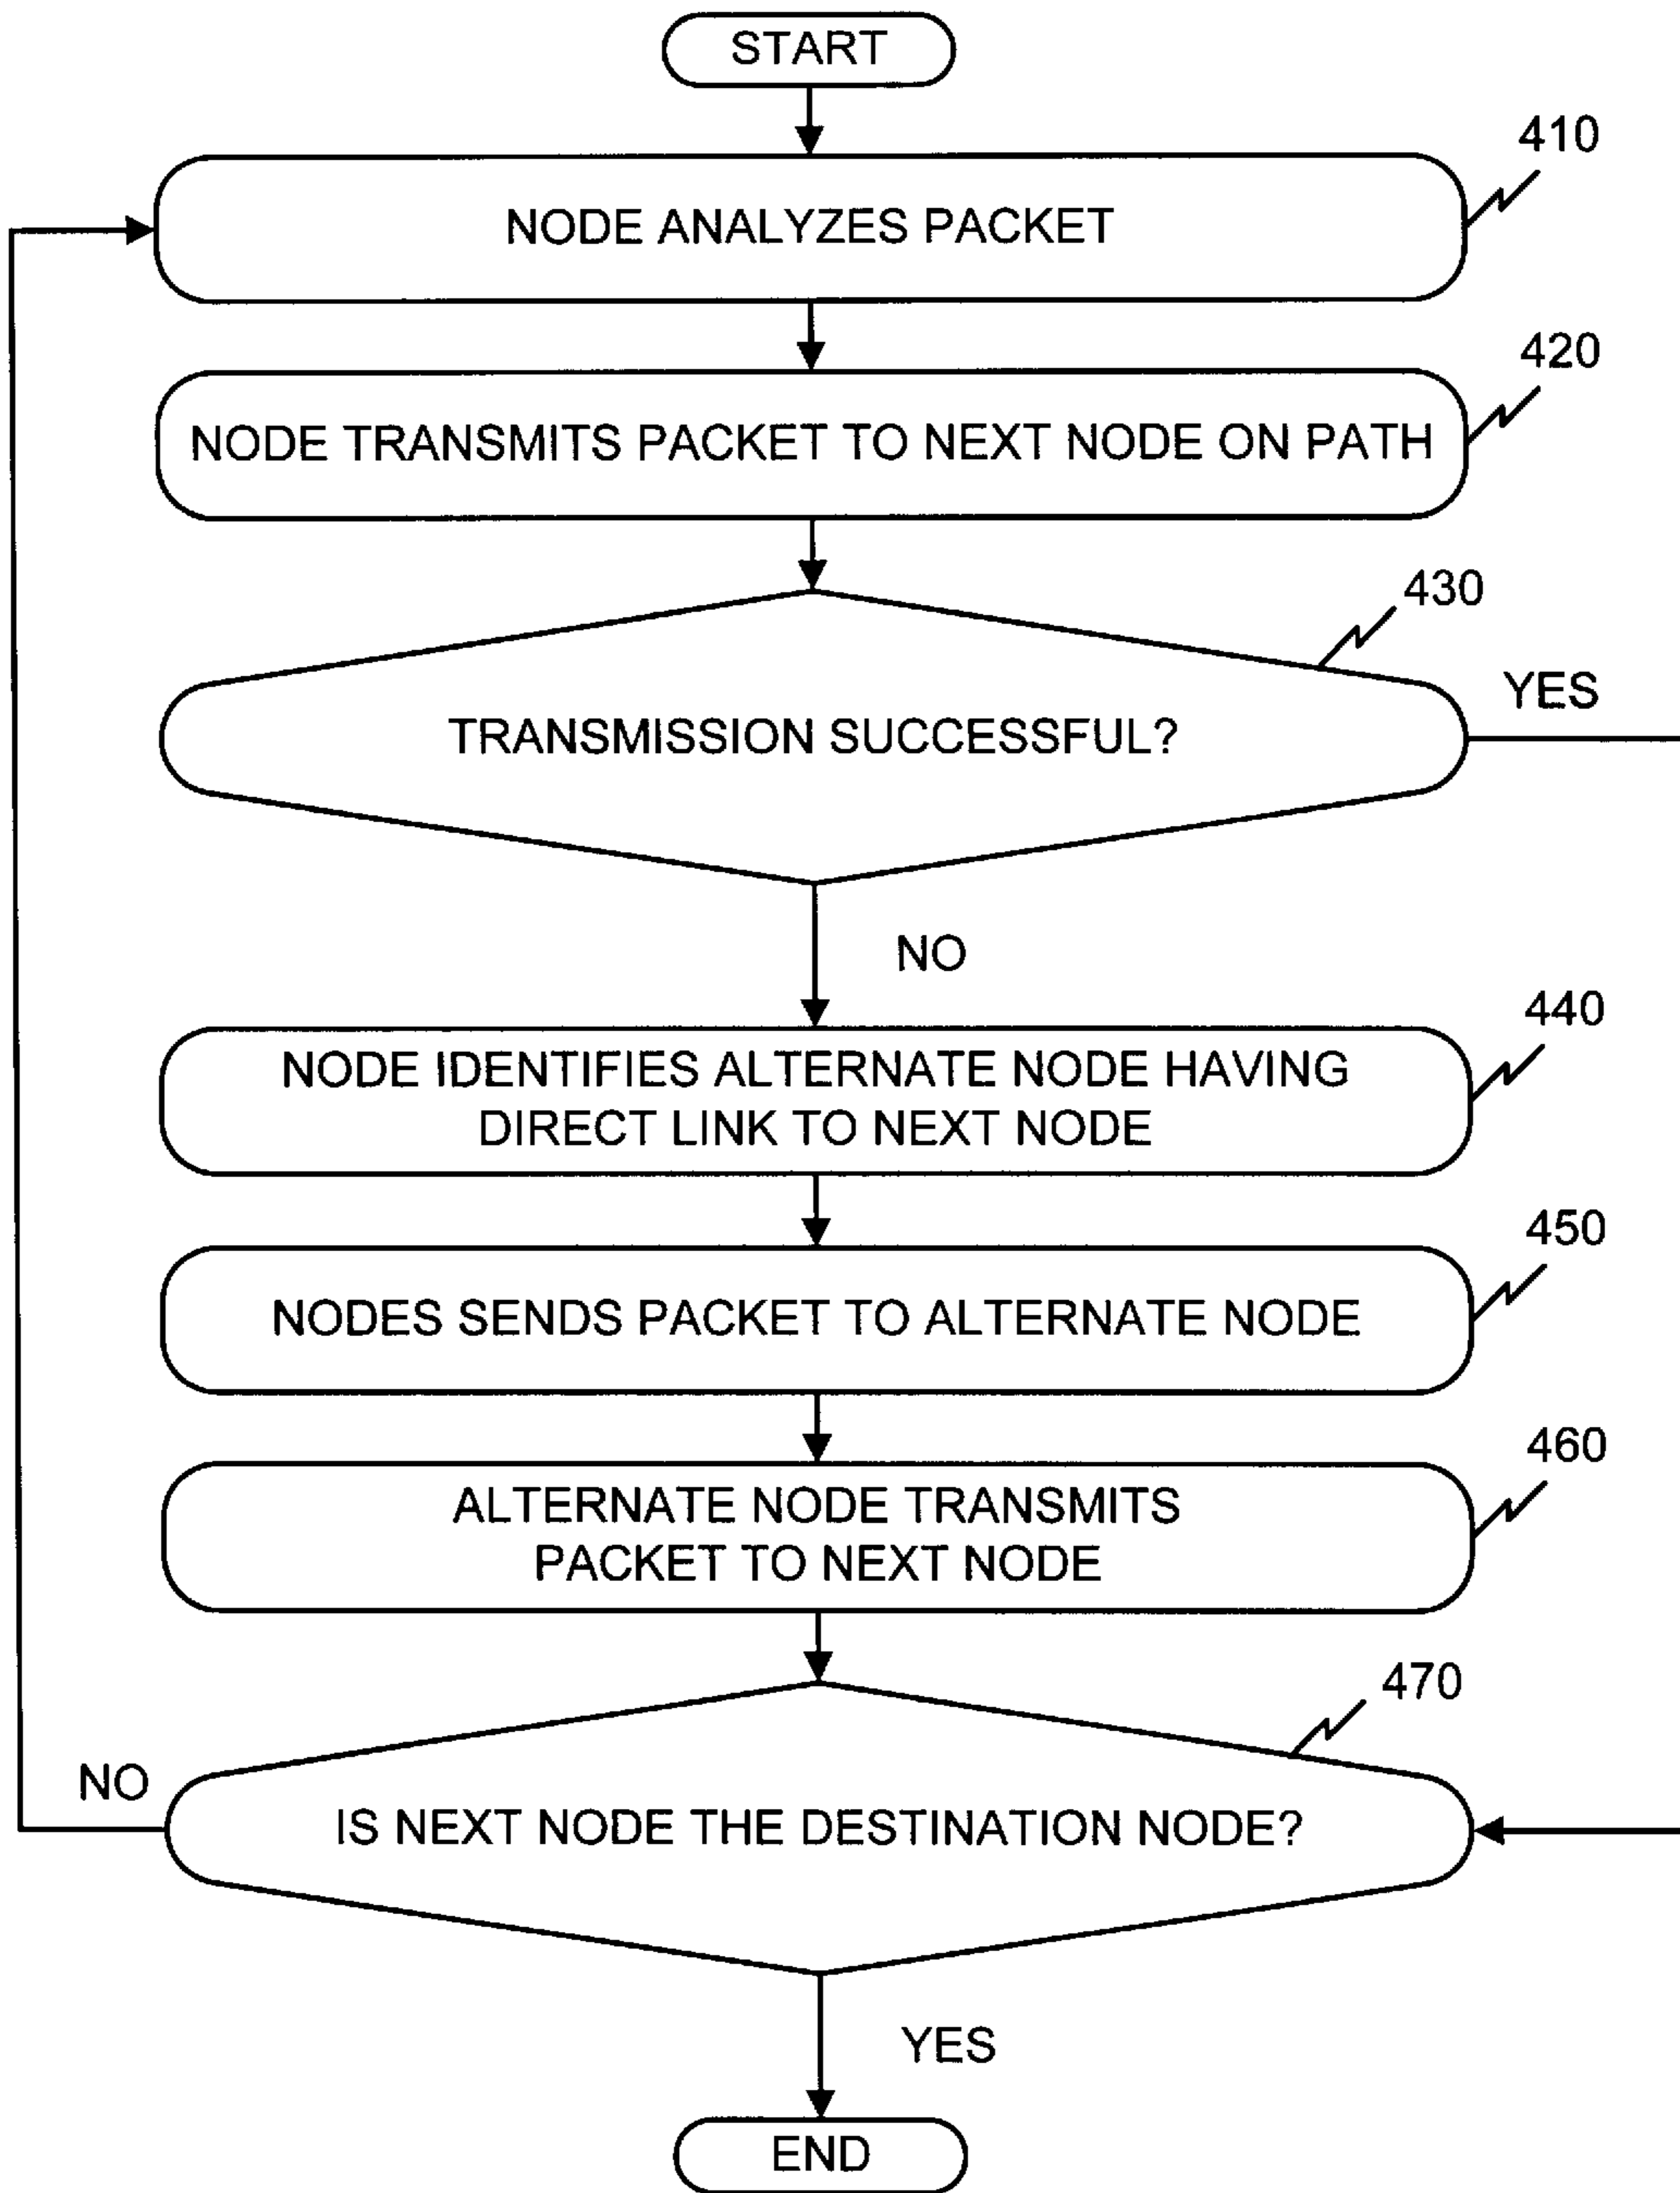 START
410
NODE ANALYZES PACKET
420
NODE TRANSMITS PACKET TO NEXT NODE ON PATH
430
YES
TRANSMISSION SUCCESSFUL?
NO
440
NODE IDENTIFIES ALTERNATE NODE HAVING
DIRECT LINK TO NEXT NODE
450
NODES SENDS PACKET TO ALTERNATE NODE
460
ALTERNATE NODE TRANSMITS
PACKET TO NEXT NODE
470
NO
IS NEXT NODE THE DESTINATION NODE?
YES
END